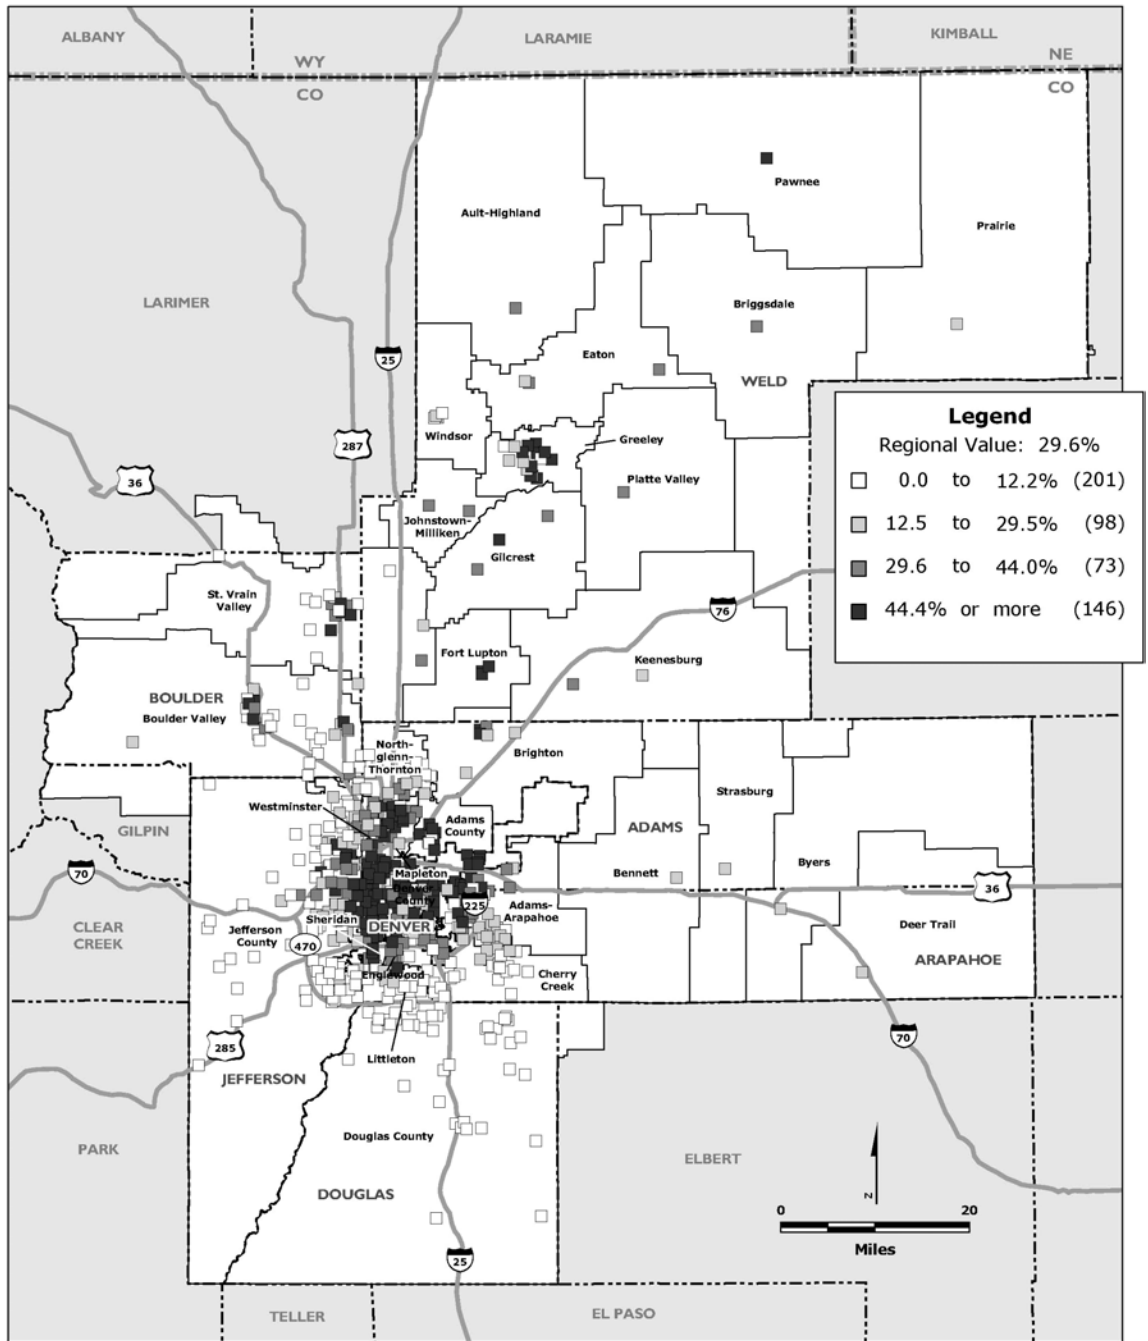 ALBANY
LARAMIE
KIMBALL
WY
NE
CO
CO
Pawnee
Ault-Highland
Prairie
LARIMER
Briggsdale
25
Eaton
WELD
287
Windsor
Greeley
36
Platte Valley
Johnstown-
Milliken
Gilcrest
Legend
Regional Value: 29.6%
0.0 to 12.2% (201)
12.5 to 29.5% (98)
29.6 to 44.0% (73)
44.4% or more (146)
St. Vrain
Valley
76
Fort Lupton
Keenesburg
BOULDER
Boulder Valley
North-
glenn-
Thornton
Brighton
Strasburg
Westminster
Adams
County
ADAMS
GILPIN
Byers
70
Mapleton
Bennett
Denver
County
36
225
Adams-
Arapahoe
Sheridan
DENVER
Deer Trail
CLEAR
CREEK
Jefferson
County
470
ARAPAHOE
Englewood
Cherry
Creek
285
Littleton
70
JEFFERSON
PARK
Douglas County
ELBERT
DOUGLAS
N
0 20
Miles
25
TELLER
EL PASO